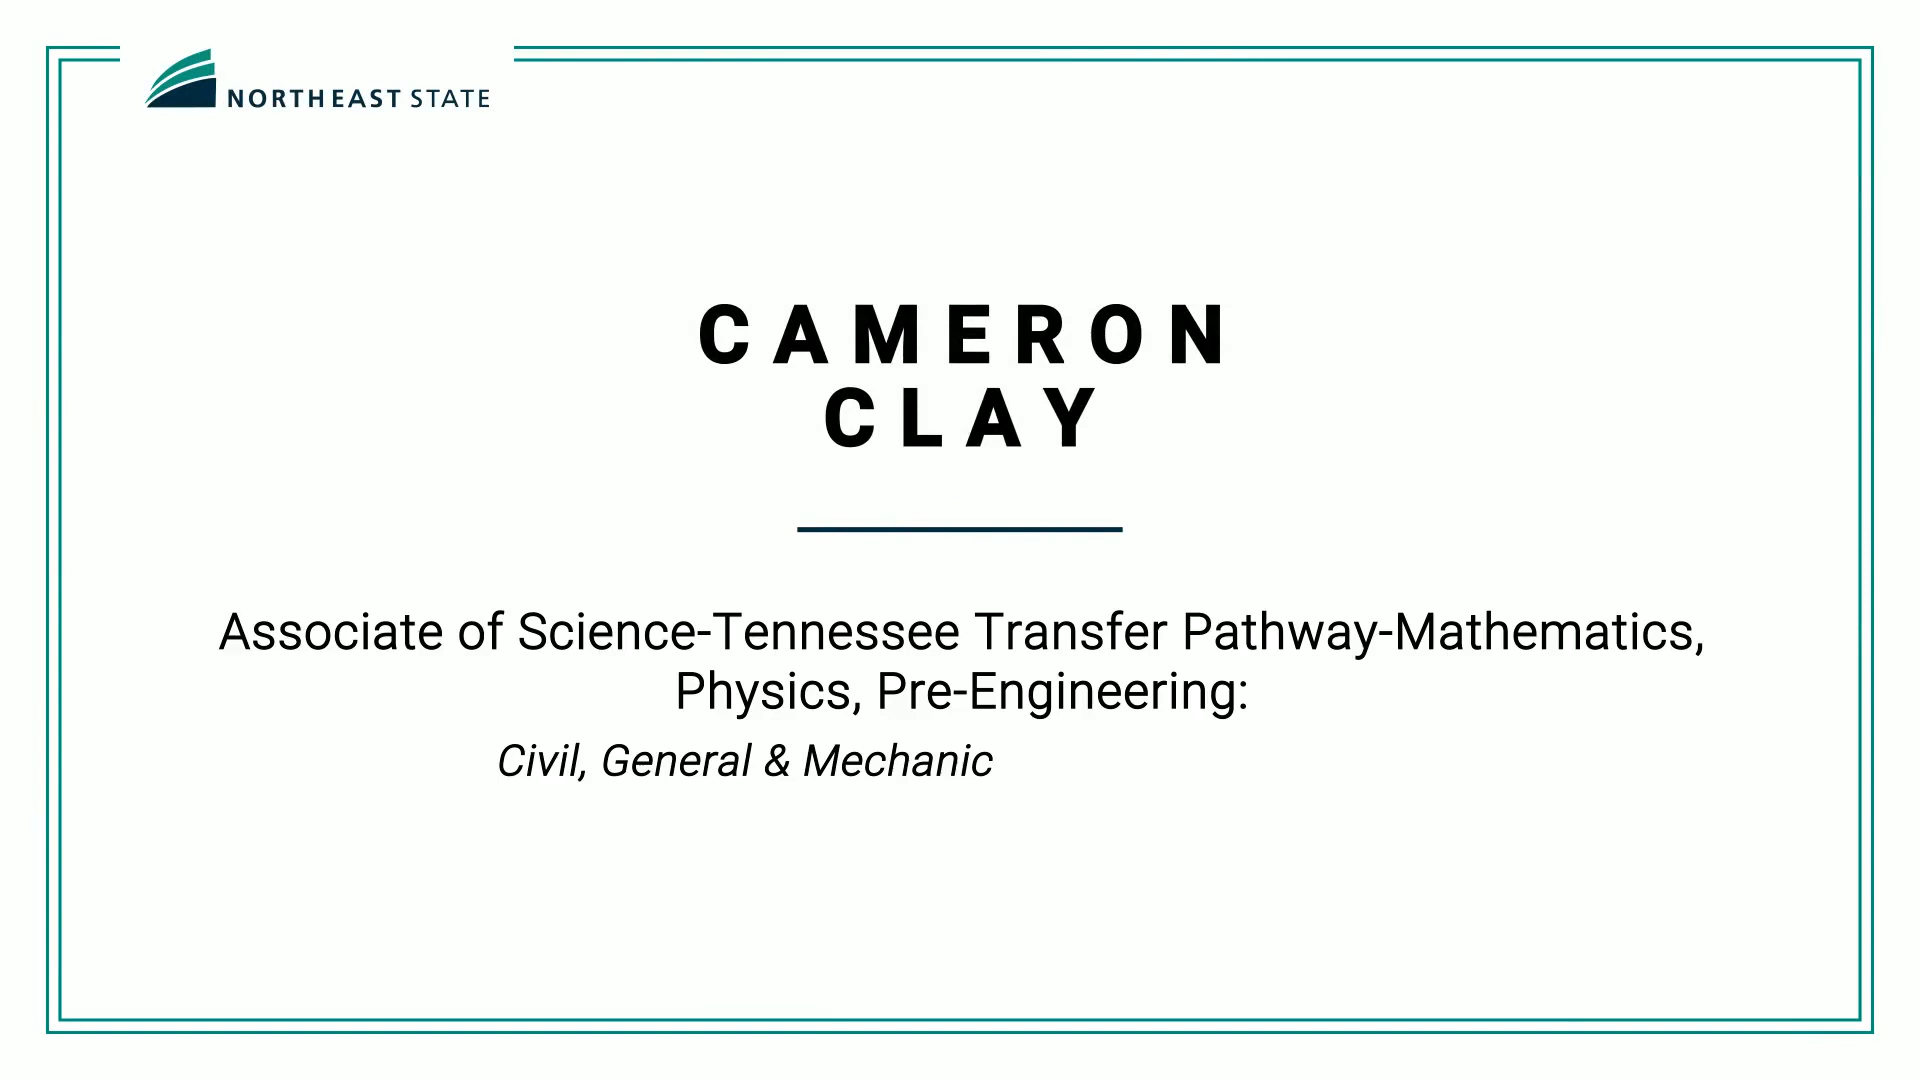 NORTHEAST STATE
CAMERON
CLAY
Associate of Science-Tennessee Transfer Pathway-Mathematics,
Physics, Pre-Engineering:
Civil, General & Mechanic